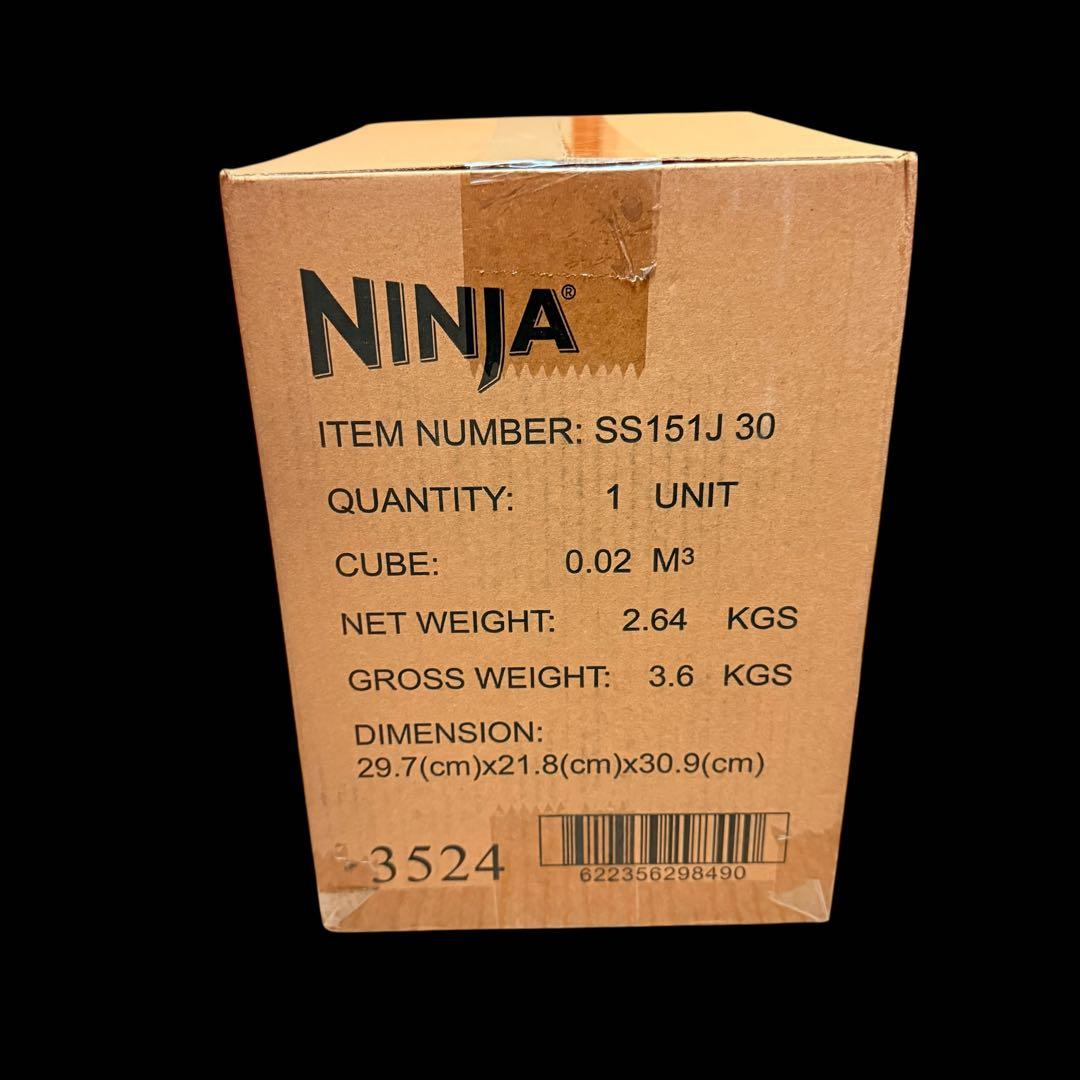 NINJA®
ITEM NUMBER: SS151J 30
QUANTITY: 1 UNIT
CUBE: 0.02 M³
NET WEIGHT: 2.64 KGS
GROSS WEIGHT: 3.6 KGS
DIMENSION:
29.7(cm)x21.8(cm)x30.9(cm)
3524
622356298490